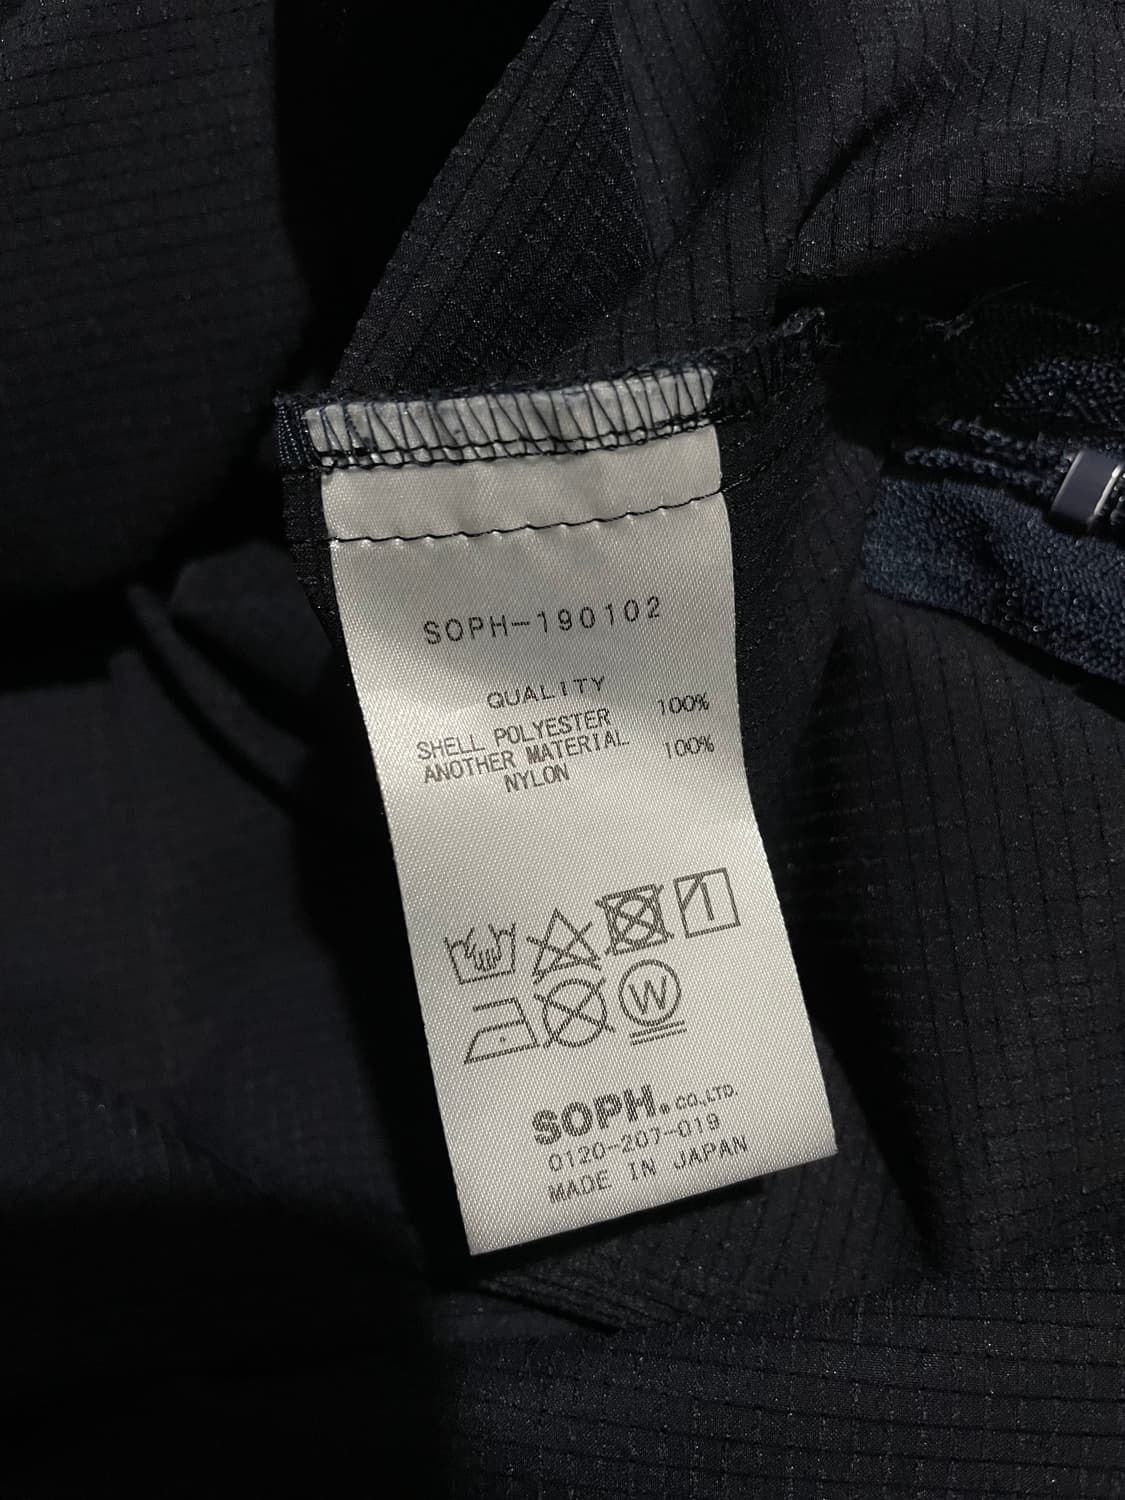 SOPH-190102
QUALITY
SHELL POLYESTER 100%
ANOTHER MATERIAL
NYLON 100%
W
SOPH. CO.,LTD.
0120-207-019
MADE IN JAPAN